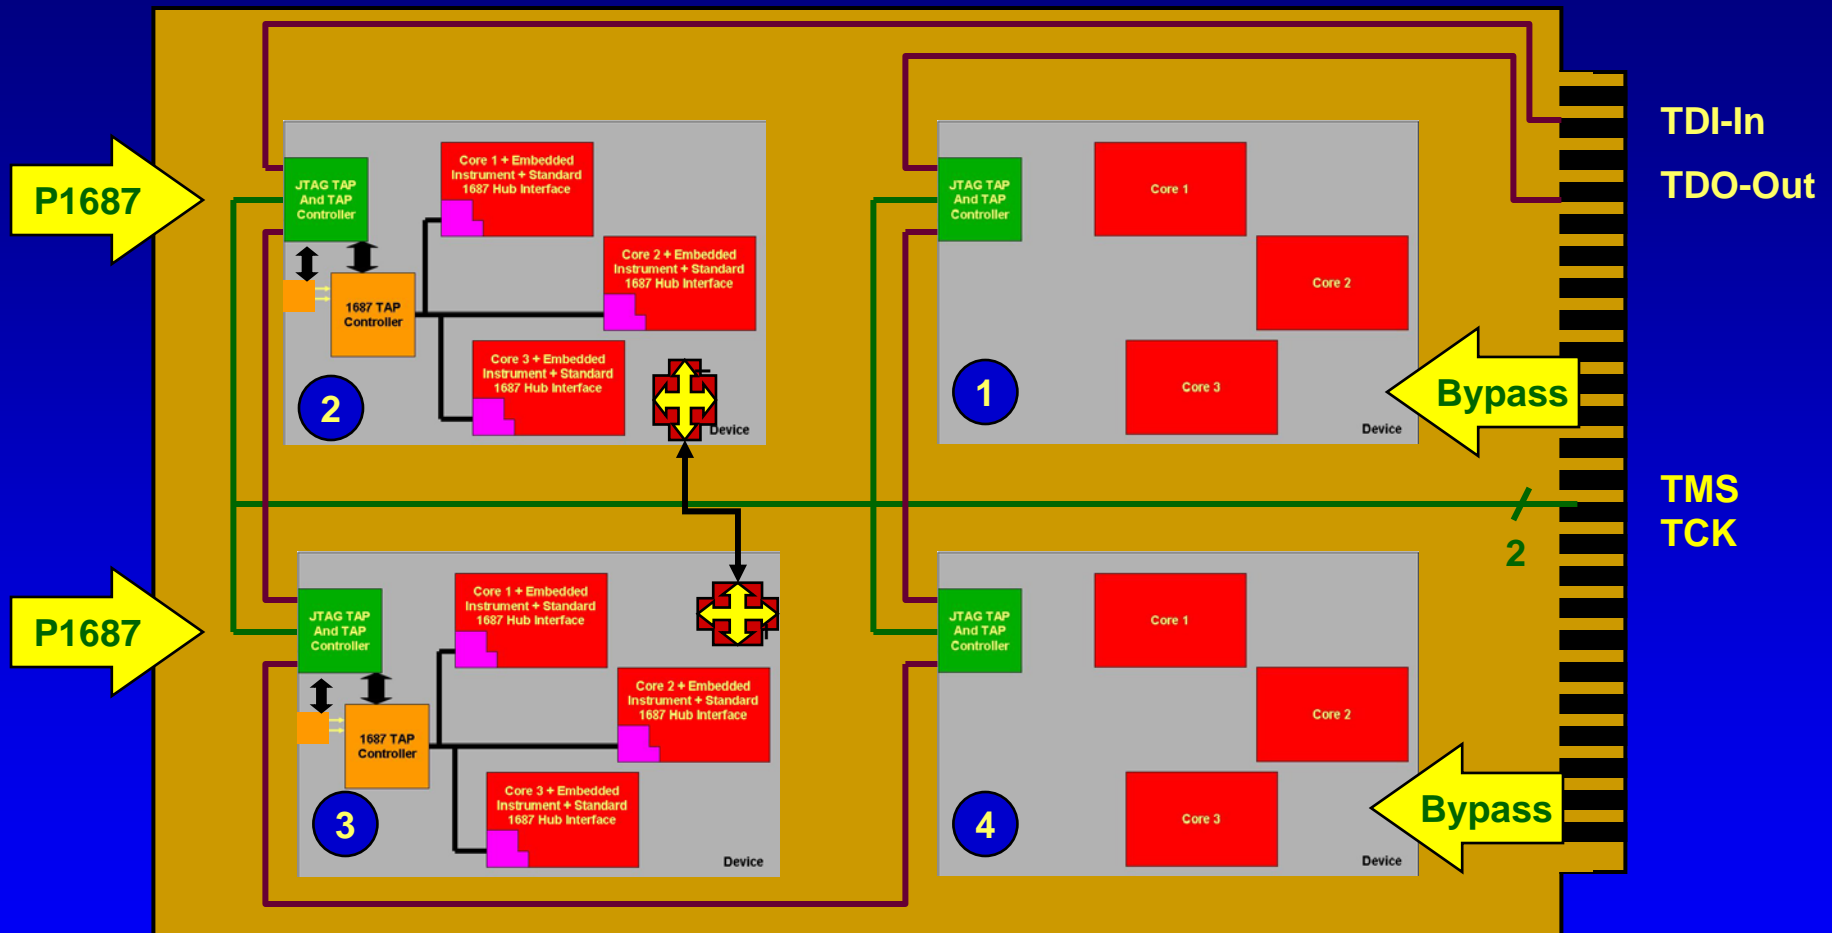 TDI-In
TDO-Out
P1687
JTAG TAP
And TAP
Controller
Core 1 + Embedded
Instrument + Standard
1687 Hub Interface
Core 2 + Embedded
Instrument + Standard
1687 Hub Interface
1687 TAP
Controller
Core 3 + Embedded
Instrument + Standard
1687 Hub Interface
2
Device
JTAG TAP
And TAP
Controller
Core 1
Core 2
Core 3
1
Bypass
Device
TMS
TCK
2
P1687
JTAG TAP
And TAP
Controller
Core 1 + Embedded
Instrument + Standard
1687 Hub Interface
Core 2 + Embedded
Instrument + Standard
1687 Hub Interface
1687 TAP
Controller
Core 3 + Embedded
Instrument + Standard
1687 Hub Interface
3
Device
JTAG TAP
And TAP
Controller
Core 1
Core 2
Core 3
4
Bypass
Device